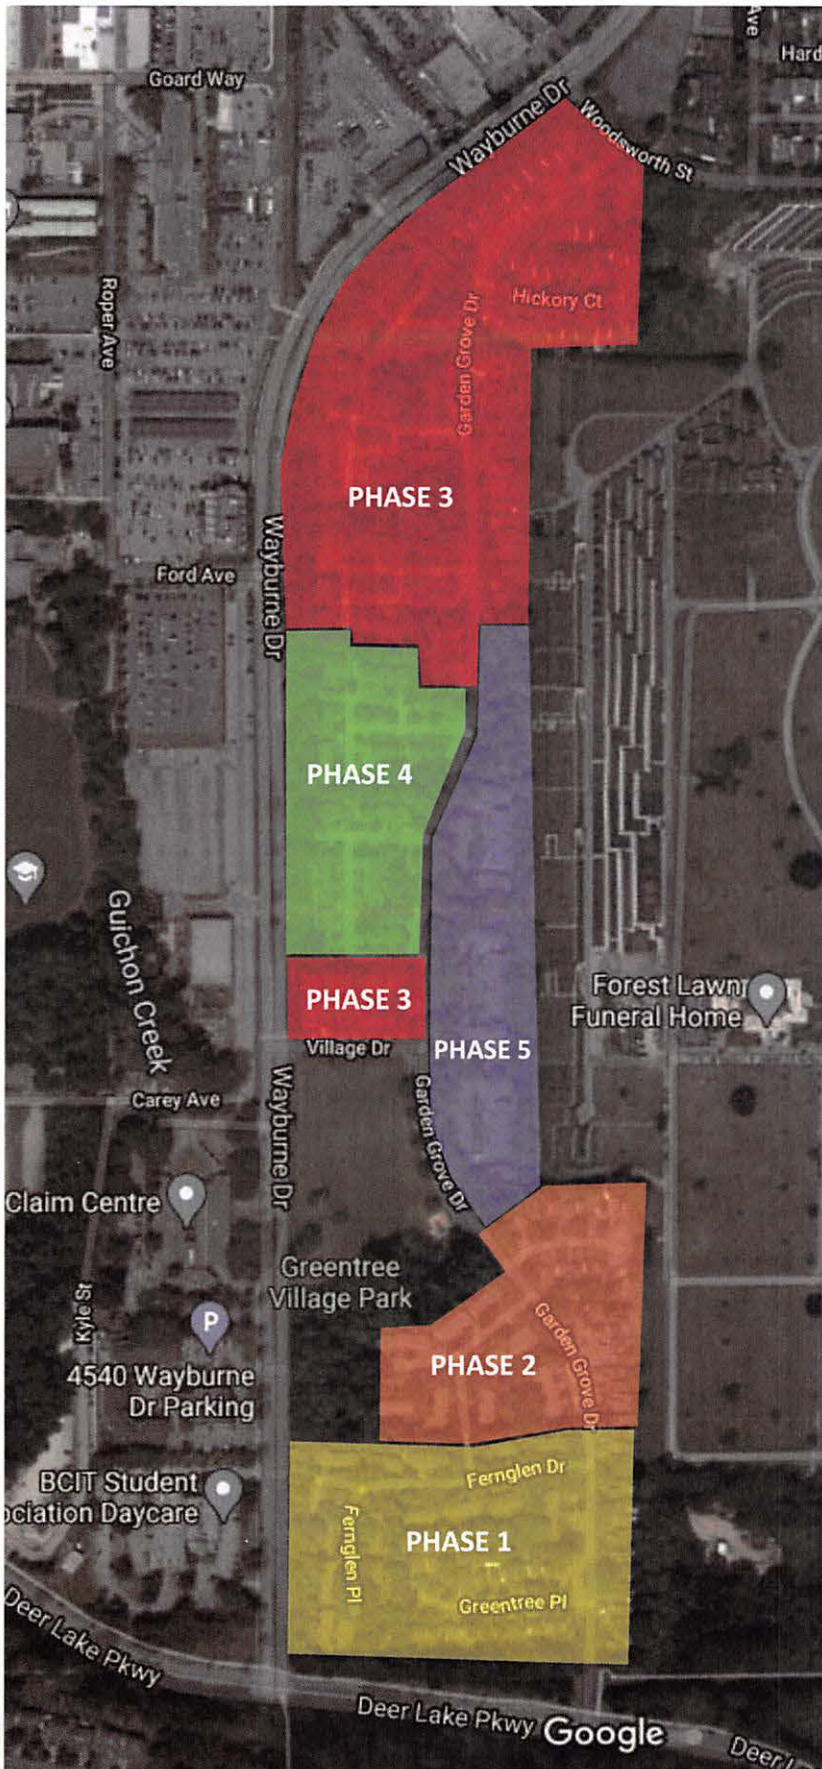 Goard Way
Ave
Hard
Wayburne Dr
Woodsworth St
Roper Ave
Hickory Ct
Garden Grove Dr
PHASE 3
Wayburne Dr
Ford Ave
PHASE 4
Guichon Creek
Forest Lawn
Funeral Home
PHASE 3
Village Dr
PHASE 5
Carey Ave
Wayburne Dr
Garden Grove Dr
Claim Centre
Greentree
Village Park
Kyle St
P
4540 Wayburne
Dr Parking
Garden Grove Dr
PHASE 2
BCIT Student
ociation Daycare
Fernglen Dr
Fernglen Pl
PHASE 1
Greentree Pl
Deer Lake Pkwy
Deer Lake Pkwy
Google
Deer L